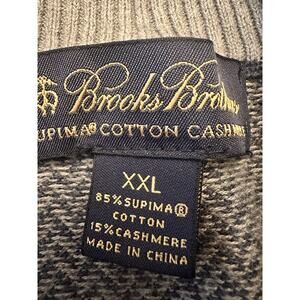 Brooks Brothers
SUPIMA® COTTON CASHMERE
XXL
85% SUPIMA®
COTTON
15% CASHMERE
MADE IN CHINA